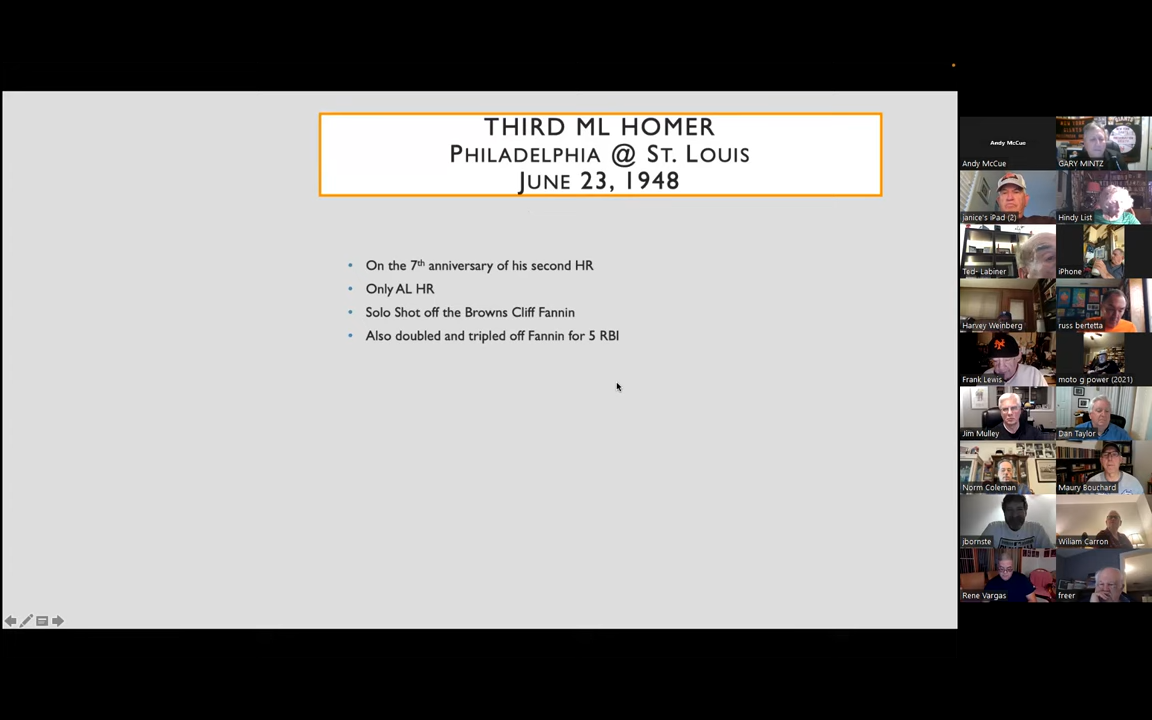 THIRD ML HOMER
PHILADELPHIA @ ST. LOUIS
JUNE 23, 1948
• On the 7th anniversary of his second HR
• Only AL HR
• Solo Shot off the Browns Cliff Fannin
• Also doubled and tripled off Fannin for 5 RBI
Andy McCue
Andy McCue
GARY MINTZ
janice's iPad (2)
Hindy List
Ted- Labiner
iPhone
Harvey Weinberg
russ bertetta
Frank Lewis
moto g power (2021)
Jim Mulley
Dan Taylor
Norm Coleman
Maury Bouchard
jbornste
Wiliam Carron
Rene Vargas
freer